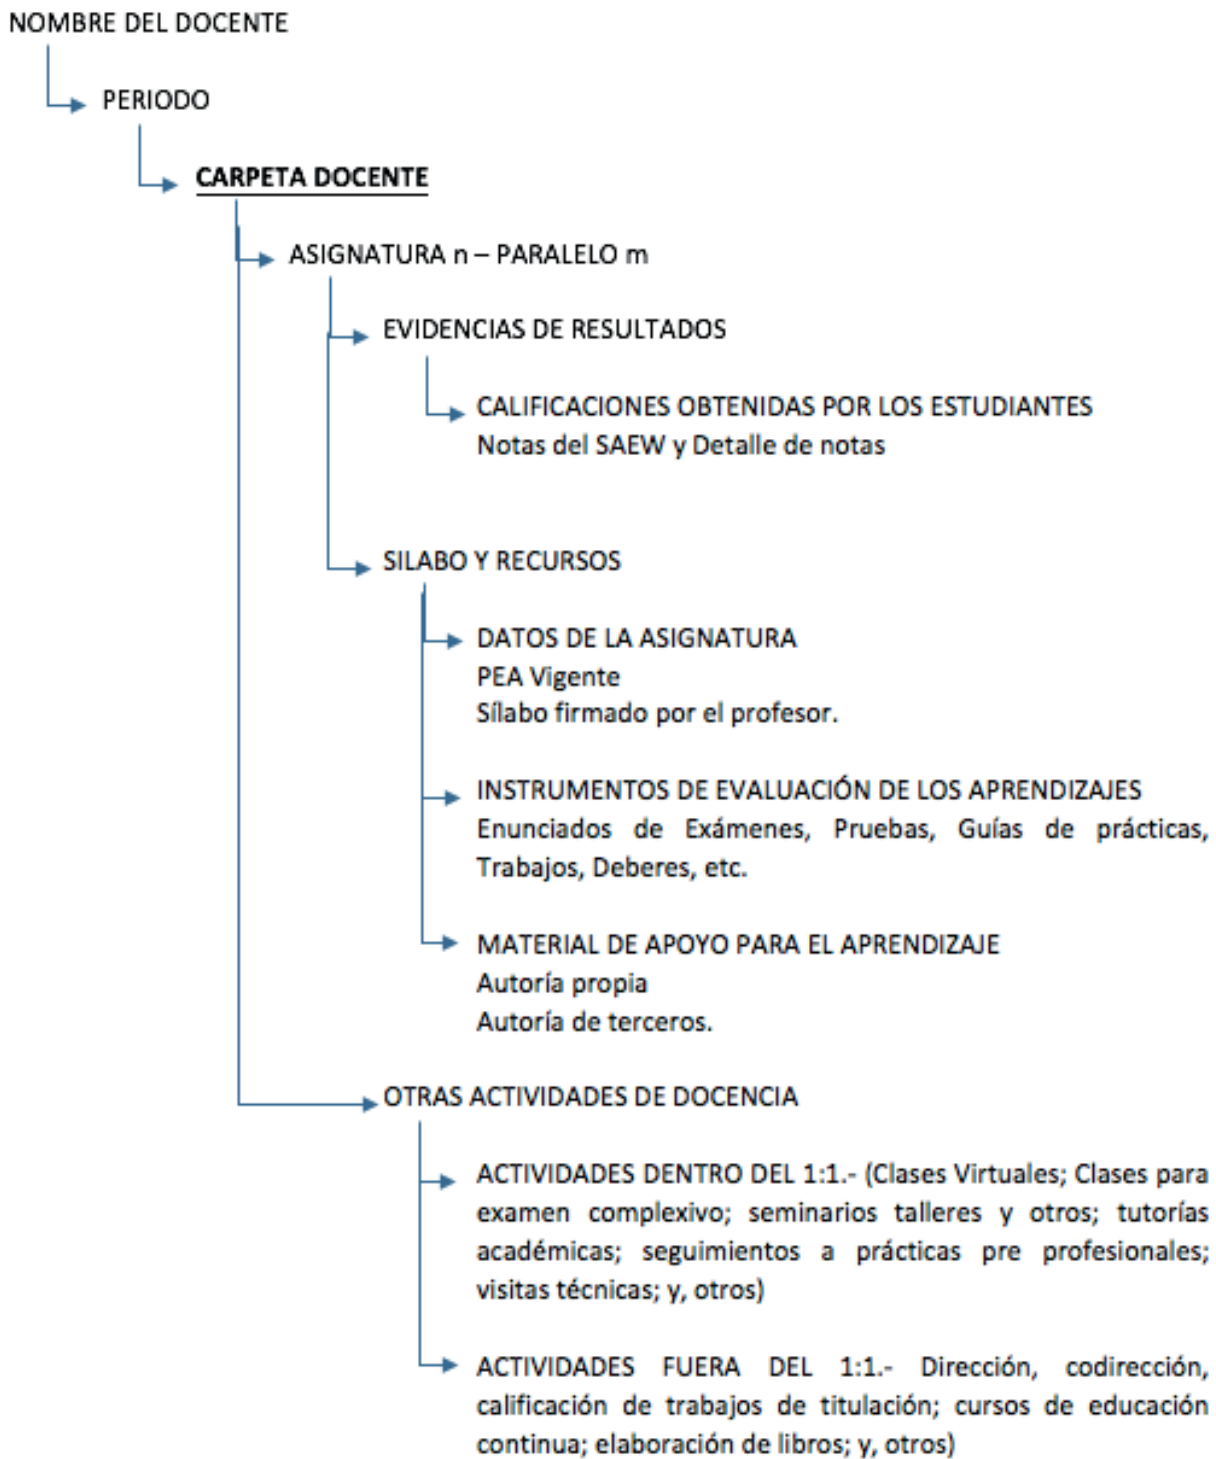 NOMBRE DEL DOCENTE
PERIODO
CARPETA DOCENTE
ASIGNATURA n – PARALELO m
EVIDENCIAS DE RESULTADOS
CALIFICACIONES OBTENIDAS POR LOS ESTUDIANTES
Notas del SAEW y Detalle de notas
SILABO Y RECURSOS
DATOS DE LA ASIGNATURA
PEA Vigente
Sílabo firmado por el profesor.
INSTRUMENTOS DE EVALUACIÓN DE LOS APRENDIZAJES
Enunciados de Exámenes, Pruebas, Guías de prácticas,
Trabajos, Deberes, etc.
MATERIAL DE APOYO PARA EL APRENDIZAJE
Autoría propia
Autoría de terceros.
OTRAS ACTIVIDADES DE DOCENCIA
ACTIVIDADES DENTRO DEL 1:1.- (Clases Virtuales; Clases para
examen complexivo; seminarios talleres y otros; tutorías
académicas; seguimientos a prácticas pre profesionales;
visitas técnicas; y, otros)
ACTIVIDADES FUERA DEL 1:1.- Dirección, codirección,
calificación de trabajos de titulación; cursos de educación
continua; elaboración de libros; y, otros)